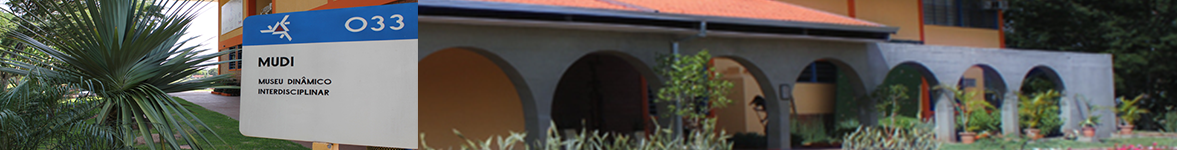 033
MUDI
MUSEU DINÂMICO
INTERDISCIPLINAR